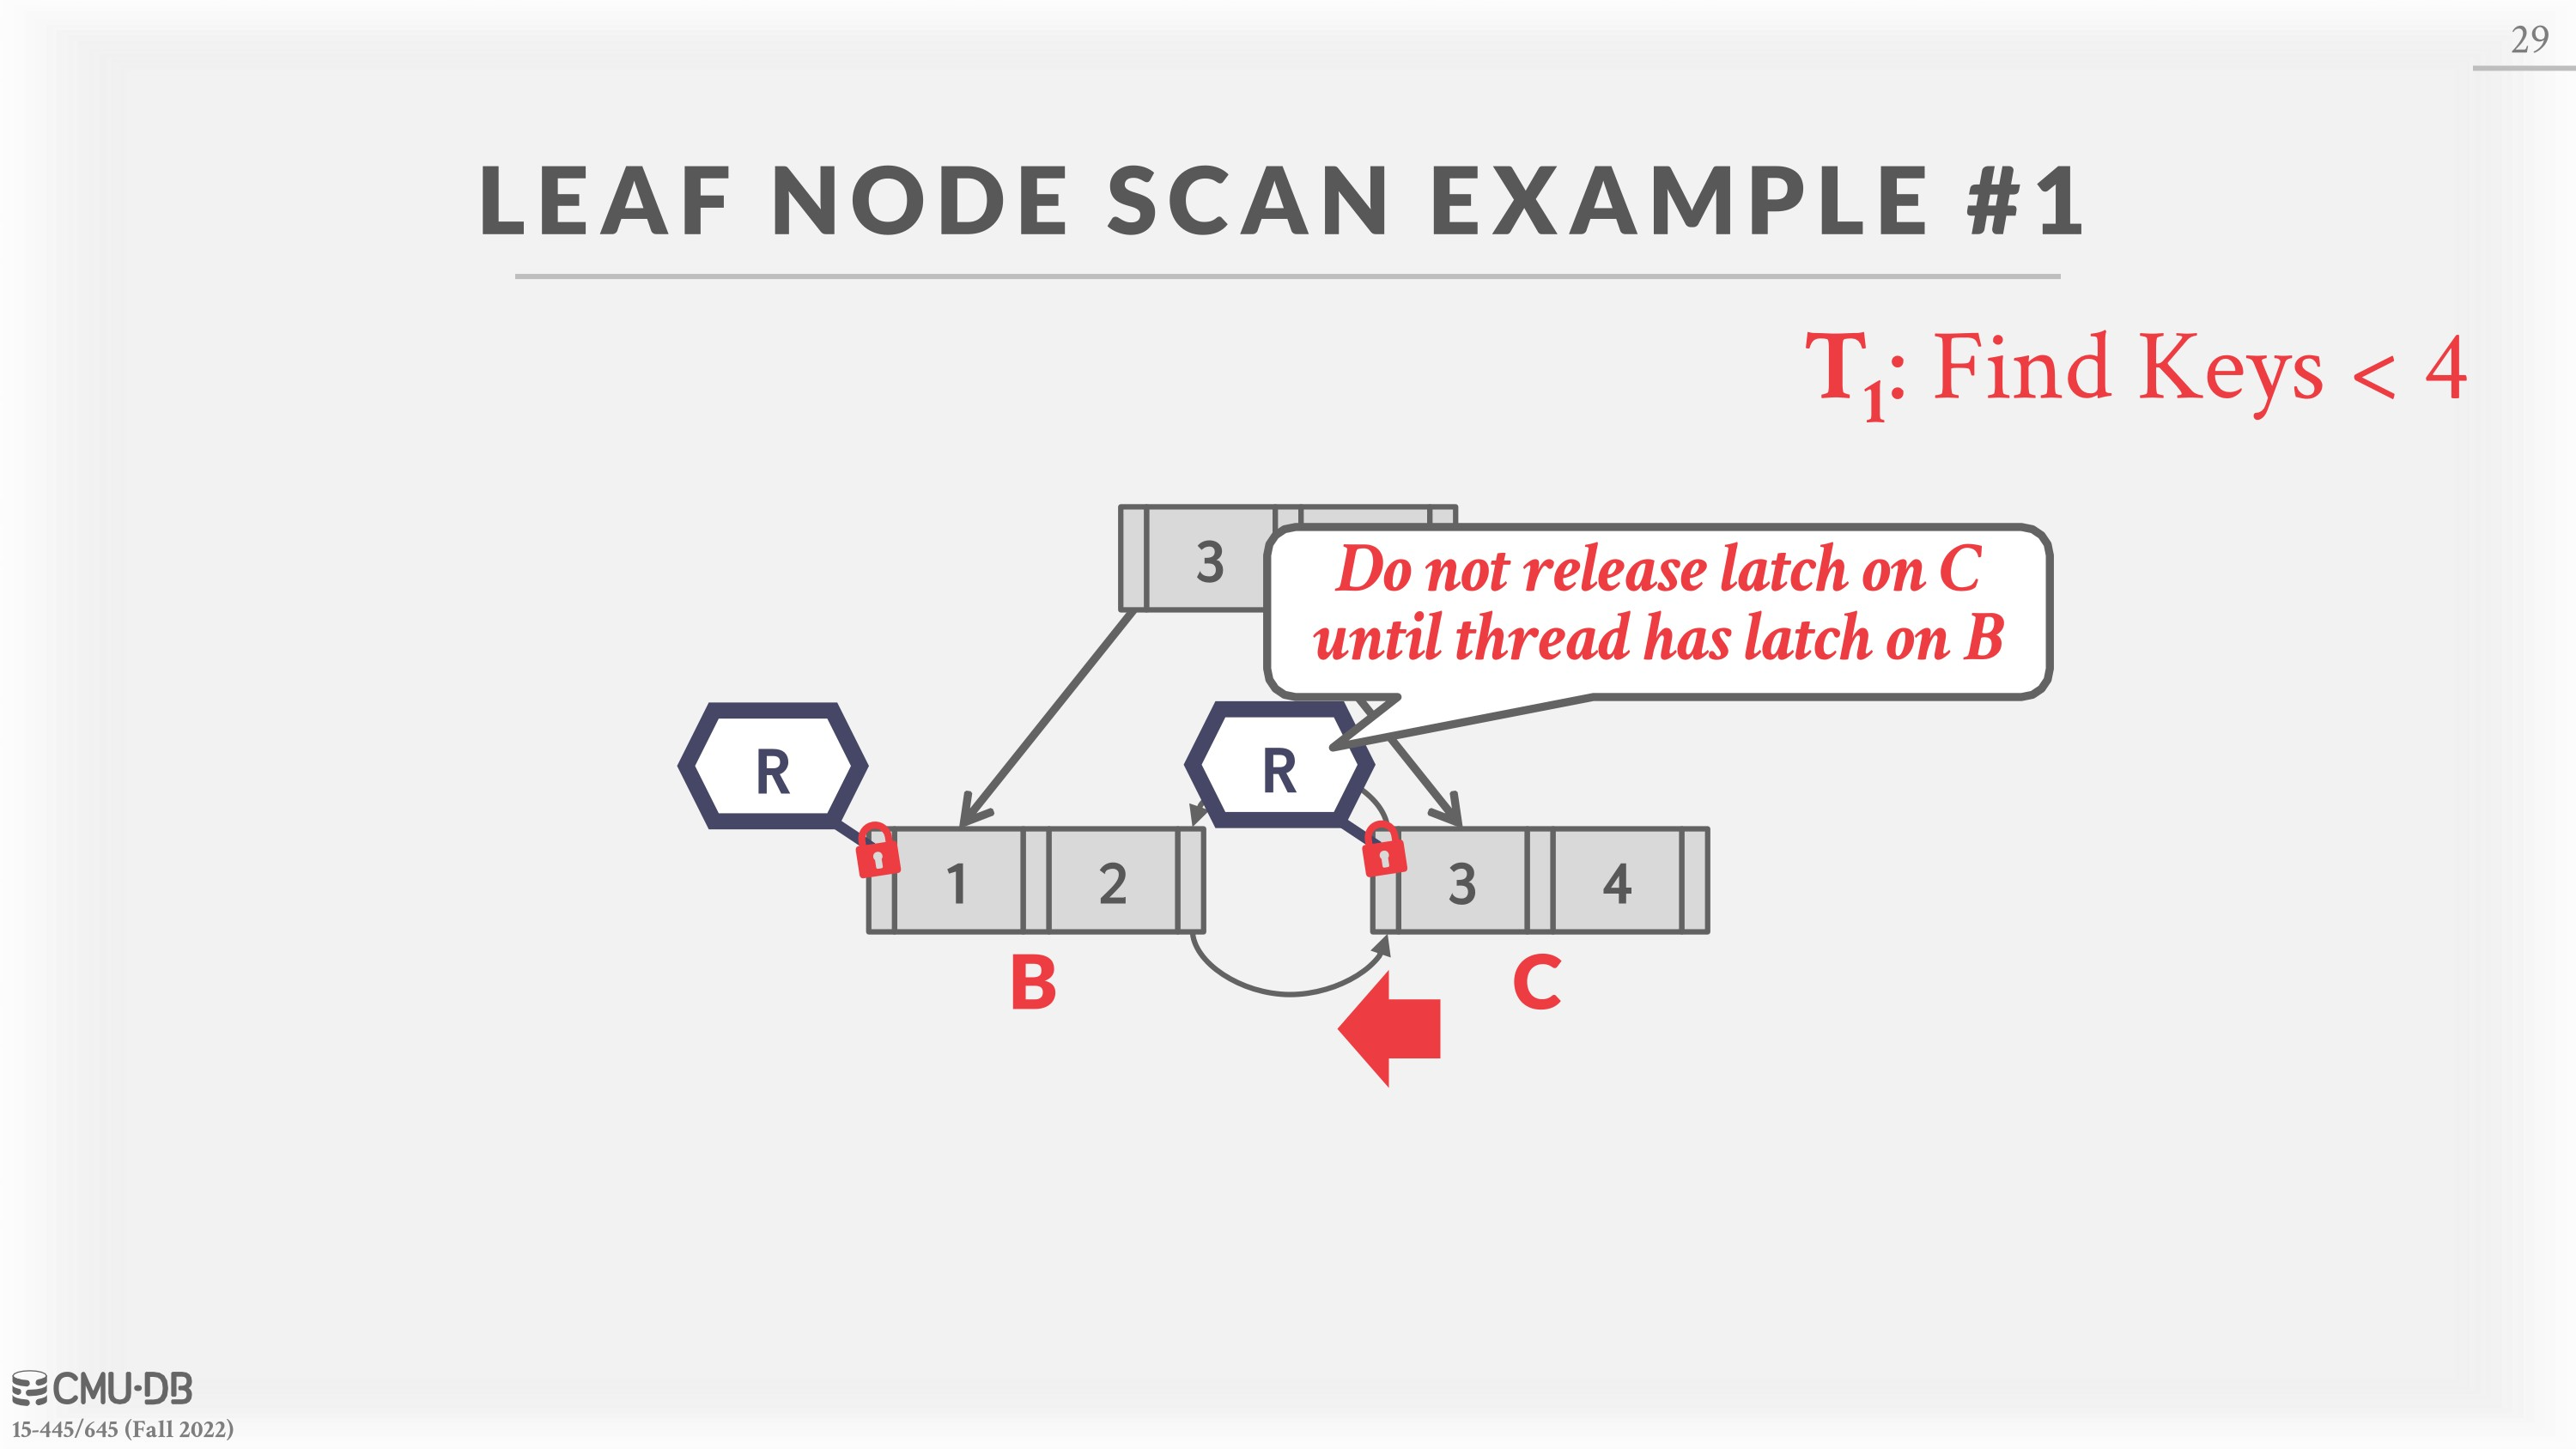 29
LEAF NODE SCAN EXAMPLE #1
T₁: Find Keys < 4
3
Do not release latch on C
until thread has latch on B
R
R
1
2
3
4
B
C
CMU·DB
15-445/645 (Fall 2022)